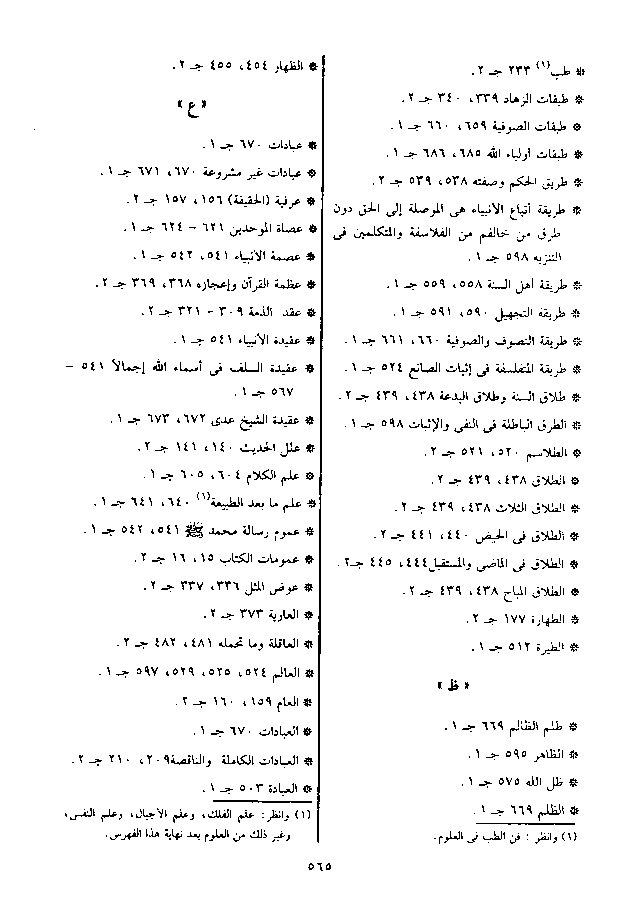 * طب(١) ٢٣٣ جـ ٢.
* طبقات الزهاد ٣٣٩، ٣٤٠ جـ ٢.
* طبقات الصوفية ٦٥٩، ٦٦٠ جـ ١.
* طبقات أولياء الله ٦٨٥، ٦٨٦ جـ ١.
* طريق الحكم وصفته ٥٣٨، ٥٣٩ جـ ٢.
* طريقة أتباع الأنبياء هى الموصلة إلى الحق دون
طرق من خالفهم من الفلاسفة والمتكلمين فى
التنزيه ٥٩٨ جـ ١.
* طريقة أهل السنة ٥٥٨، ٥٥٩ جـ ١.
* طريقة التجهيل ٥٩٠، ٥٩١ جـ ١.
* طريقة التصوف والصوفية ٦٦٠، ٦٦١ جـ ١.
* طريقة المتفلسفة فى إثبات الصانع ٥٢٤ جـ ١.
* طلاق السنة وطلاق البدعة ٤٣٨، ٤٣٩ جـ ٢.
* الطرق الباطلة فى النفى والإثبات ٥٩٨ جـ ١.
* الطلاسم ٥٢٠، ٥٢١ جـ ٢.
* الطلاق ٤٣٨، ٤٣٩ جـ ٢.
* الطلاق الثلاث ٤٣٨، ٤٣٩ جـ ٢.
* الطلاق فى الحيض ٤٤٠، ٤٤١ جـ ٢.
* الطلاق فى الماضى والمستقبل٤٤٤، ٤٤٥ جـ٢.
* الطلاق المباح ٤٣٨، ٤٣٩ جـ ٢.
* الطهارة ١٧٧ جـ ٢.
* الطيرة ٥١٢ جـ ١.
« ظ »
* ظلم الظالم ٦٦٩ جـ ١.
* الظاهر ٥٩٥ جـ ١.
* ظل الله ٥٧٥ جـ ١.
* الظلم ٦٦٩ جـ ١.
(١) وانظر : فن الطب فى العلوم.
* الظهار ٤٥٤، ٤٥٥ جـ ٢.
« ع »
* عبادات ٦٧٠ جـ ١.
* عبادات غير مشروعة ٦٧٠، ٦٧١ جـ ١.
* عرفية (الحقيقة) ١٥٦، ١٥٧ جـ ٢.
* عصاة الموحدين ٦٢١ – ٦٢٤ جـ ١.
* عصمة الأنبياء ٥٤١، ٥٤٢ جـ ١.
* عظمة القرآن وإعجازه ٣٦٨، ٣٦٩ جـ ٢.
* عقد الذمة ٣٠٩ – ٣٢١ جـ ٢.
* عقيدة الأنبياء ٥٤١ جـ ١.
* عقيدة السلف فى أسماء الله إجمالاً ٥٤١ –
٥٦٧ جـ ١.
* عقيدة الشيخ عدى ٦٧٢، ٦٧٣ جـ ١.
* علل الحديث ١٤٠، ١٤١ جـ ٢.
* علم الكلام ٦٠٤، ٦٠٥ جـ ١.
* علم ما بعد الطبيعة(١) ٦٤٠، ٦٤١ جـ ١.
* عموم رسالة محمد ﷺ ٥٤١، ٥٤٢ جـ ١.
* عمومات الكتاب ١٥، ١٦ جـ ٢.
* عوض المثل ٣٣٦، ٣٣٧ جـ ٢.
* العارية ٣٧٣ جـ ٢.
* العاقلة وما تحمله ٤٨١، ٤٨٢ جـ ٢.
* العالم ٥٢٤، ٥٢٥، ٥٢٩، ٥٩٧ جـ ١.
* العام ١٥٩، ١٦٠ جـ ٢.
* العبادات ٦٧٠ جـ ١.
* العبادات الكاملة والناقصة٢٠٩، ٢١٠ جـ ٢.
* العبادة ٥٠٣ جـ ١.
(١) وانظر: علم الفلك، وعلم الأجيال، وعلم النفس،
وغير ذلك من العلوم بعد نهاية هذا الفهرس.
٥٦٥